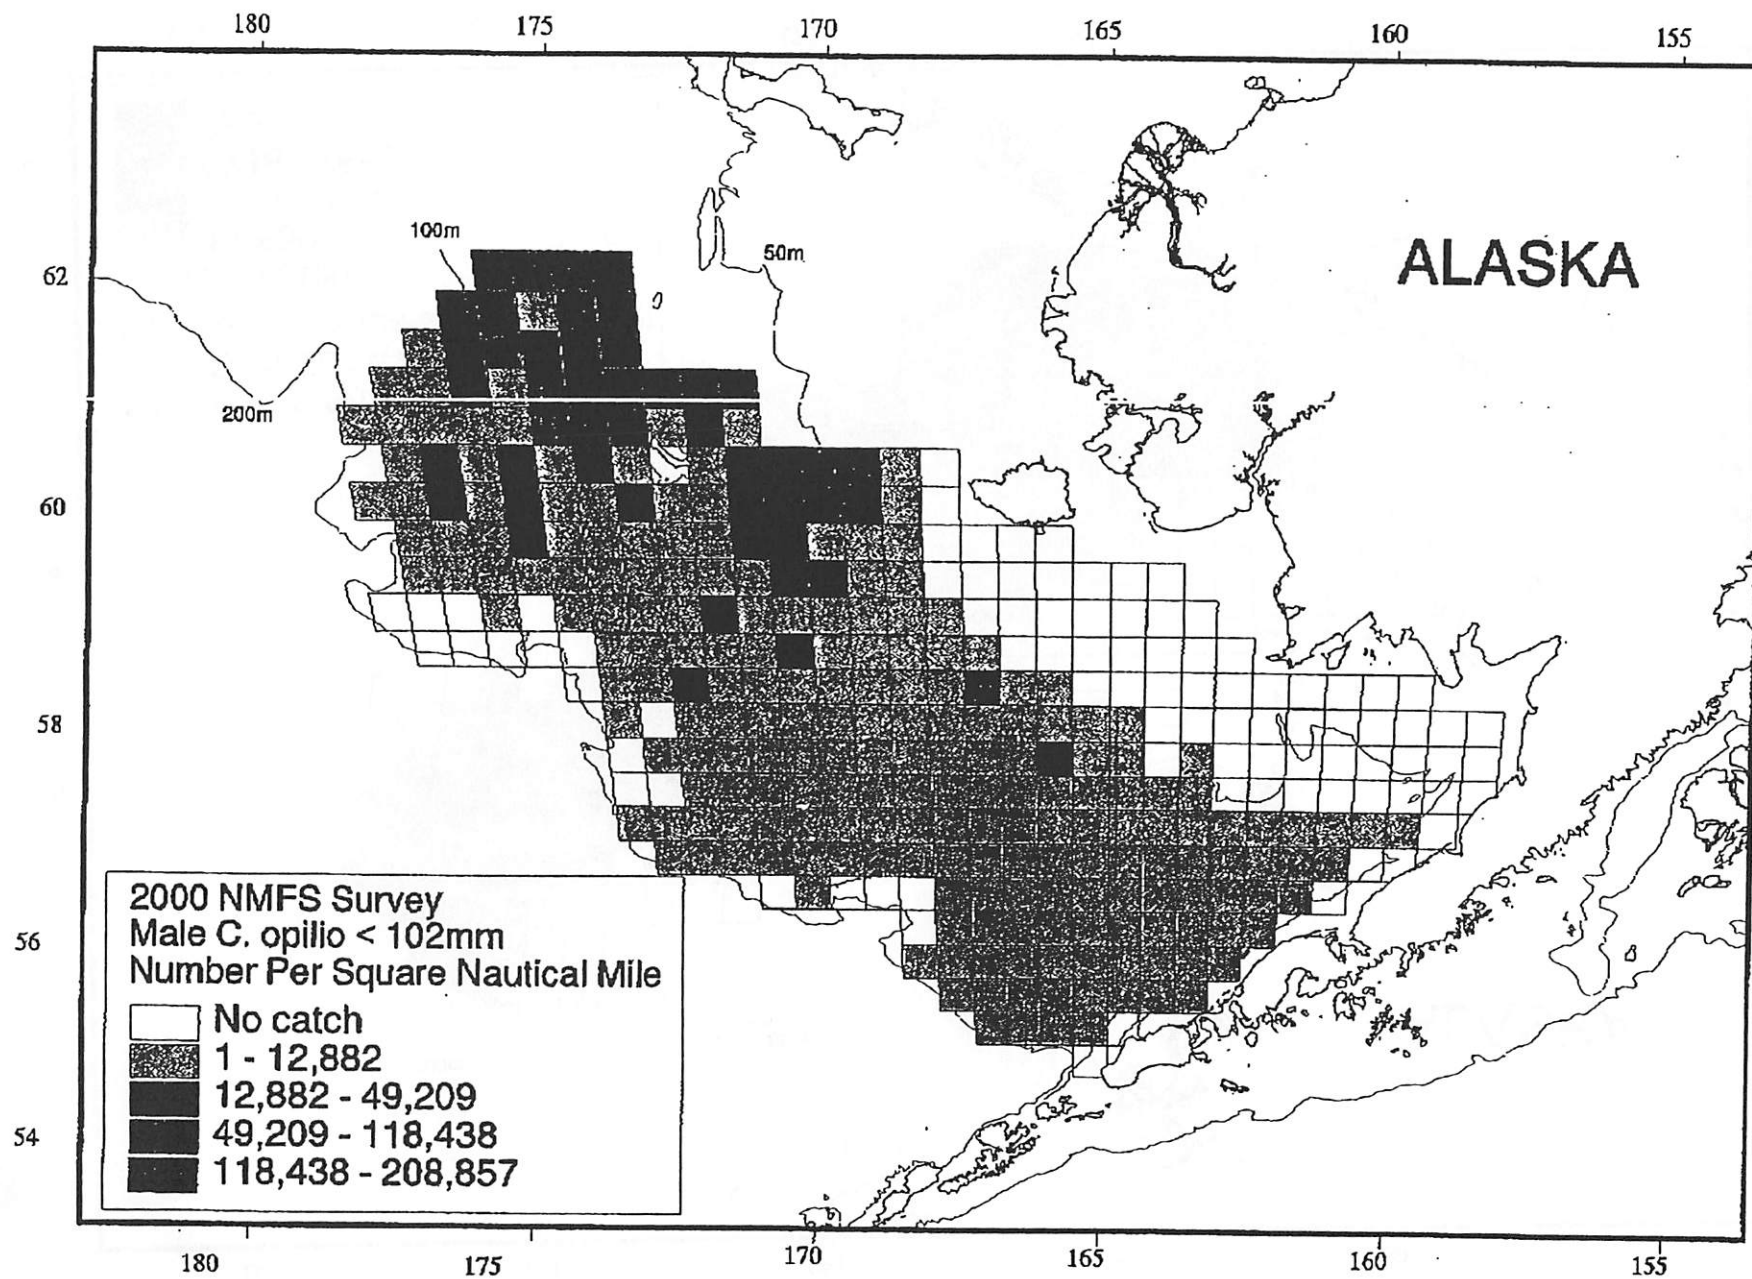 180 175 170 165 160 155
ALASKA
100m
50m
62
200m
60
58
56
54
2000 NMFS Survey
Male C. opilio < 102mm
Number Per Square Nautical Mile
No catch
1 - 12,882
12,882 - 49,209
49,209 - 118,438
118,438 - 208,857
180 175 170 165 160 155